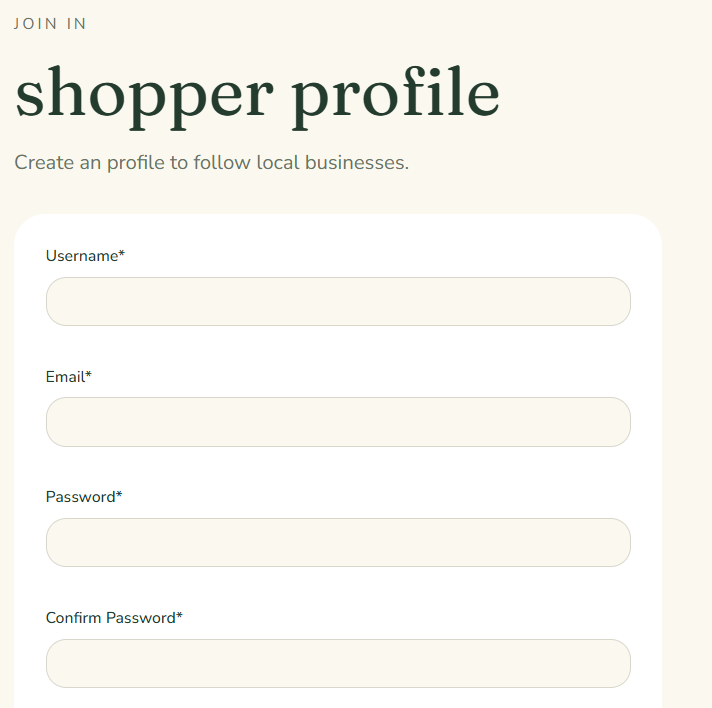 JOIN IN
shopper profile
Create an profile to follow local businesses.
Username*
Email*
Password*
Confirm Password*